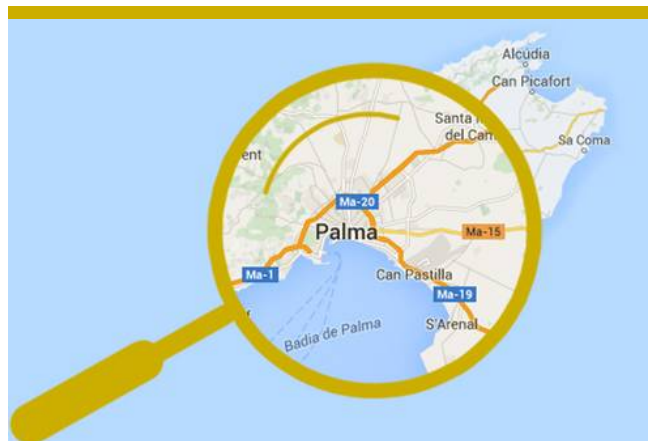 Alcúdia
Can Picafort
Santa
del Cam
Sa Coma
ent
Ma-20
Palma
Ma-15
Ma-1
Can Pastilla
Ma-19
S'Arenal
Badia de Palma